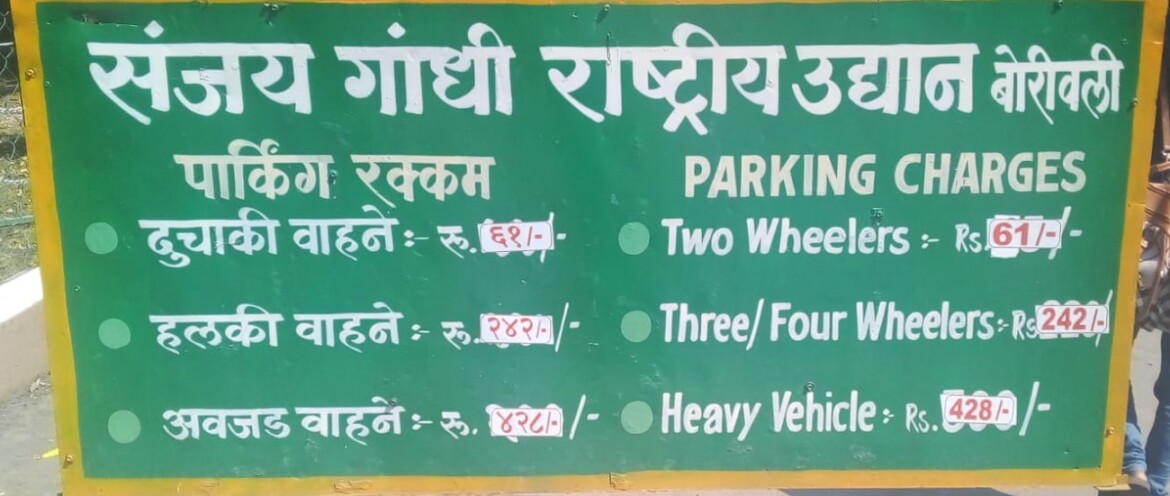 संजय गांधी राष्ट्रीय उद्यान बोरीवली
पार्किंग रक्कम
दुचाकी वाहने :- रू. ६१/-
हलकी वाहने :- रू. २४२/-
अवजड वाहने :- रू. ४२८/-
PARKING CHARGES
Two Wheelers :- Rs. 61/-
Three/ Four Wheelers:- Rs 242/-
Heavy Vehicle :- Rs. 428/-